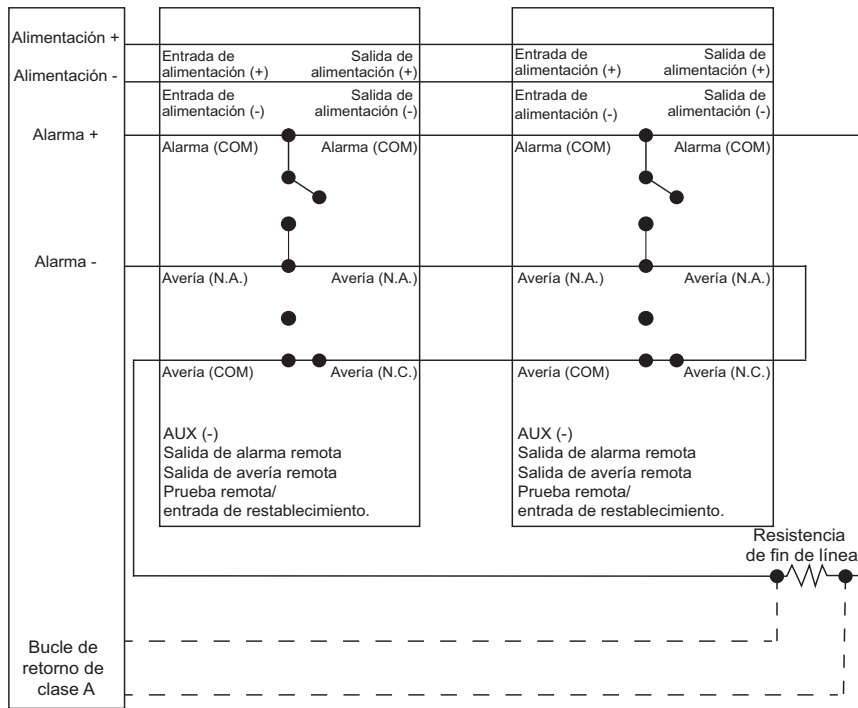 Alimentación +
Alimentación -
Alarma +
Alarma -
Bucle de
retorno de
clase A
Entrada de
alimentación (+)
Salida de
alimentación (+)
Entrada de
alimentación (-)
Salida de
alimentación (-)
Alarma (COM)
Alarma (COM)
Avería (N.A.)
Avería (N.A.)
Avería (COM)
Avería (N.C.)
AUX (-)
Salida de alarma remota
Salida de avería remota
Prueba remota/
entrada de restablecimiento.
Entrada de
alimentación (+)
Salida de
alimentación (+)
Entrada de
alimentación (-)
Salida de
alimentación (-)
Alarma (COM)
Alarma (COM)
Avería (N.A.)
Avería (N.A.)
Avería (COM)
Avería (N.C.)
AUX (-)
Salida de alarma remota
Salida de avería remota
Prueba remota/
entrada de restablecimiento.
Resistencia
de fin de línea